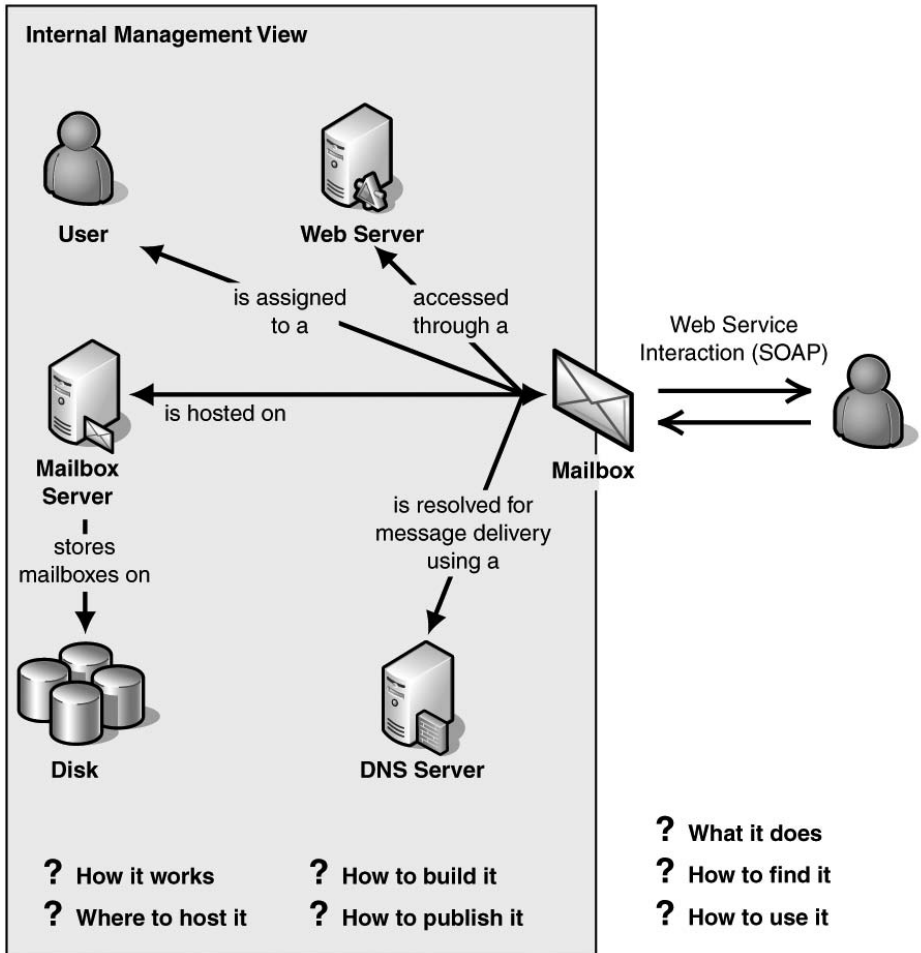 Internal Management View
User
Web Server
is assigned
to a
accessed
through a
Web Service
Interaction (SOAP)
is hosted on
Mailbox
Server
Mailbox
is resolved for
message delivery
using a
stores
mailboxes on
Disk
DNS Server
? How it works
? Where to host it
? How to build it
? How to publish it
? What it does
? How to find it
? How to use it